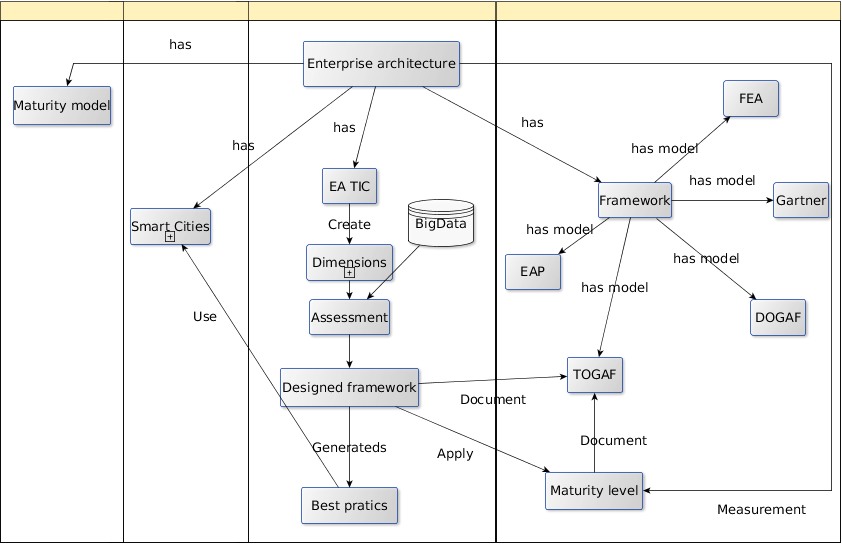 has
Enterprise architecture
Maturity model
FEA
has
has
has
has model
EA TIC
has model
Framework
Gartner
Smart Cities
Create
BigData
has model
Dimensions
has model
EAP
has model
Use
Assessment
DOGAF
TOGAF
Designed framework
Document
Generateds
Apply
Document
Maturity level
Best pratics
Measurement